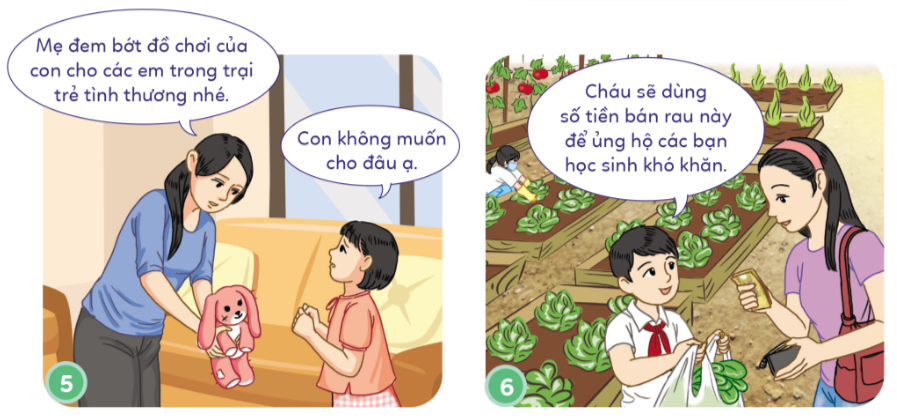 Mẹ đem bớt đồ chơi của
con cho các em trong trại
trẻ tình thương nhé.
Con không muốn
cho đâu ạ.
5
Cháu sẽ dùng
số tiền bán rau này
để ủng hộ các bạn
học sinh khó khăn.
6